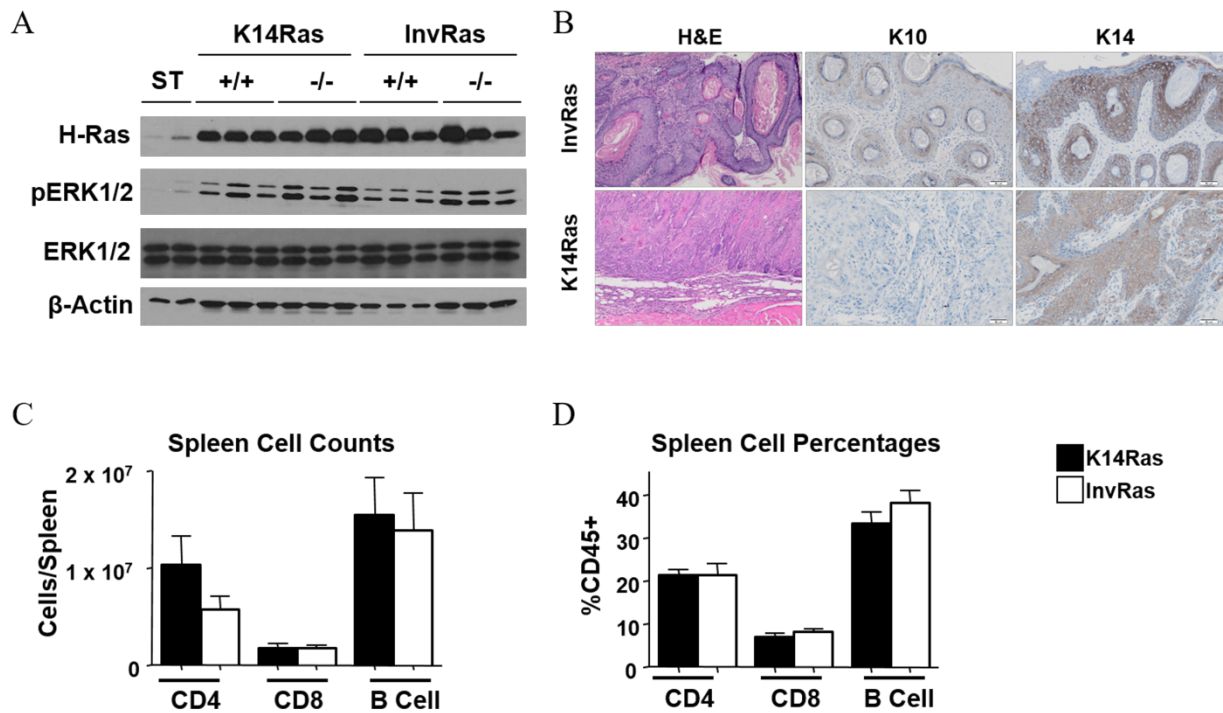 A
K14Ras InvRas
ST +/+ -/- +/+ -/-
H-Ras
pERK1/2
ERK1/2
β-Actin
B
H&E K10 K14
InvRas
K14Ras
C
Spleen Cell Counts
Cells/Spleen
2 x 10⁷
1 x 10⁷
0
CD4 CD8 B Cell
D
Spleen Cell Percentages
%CD45+
40
30
20
10
0
CD4 CD8 B Cell
K14Ras
InvRas